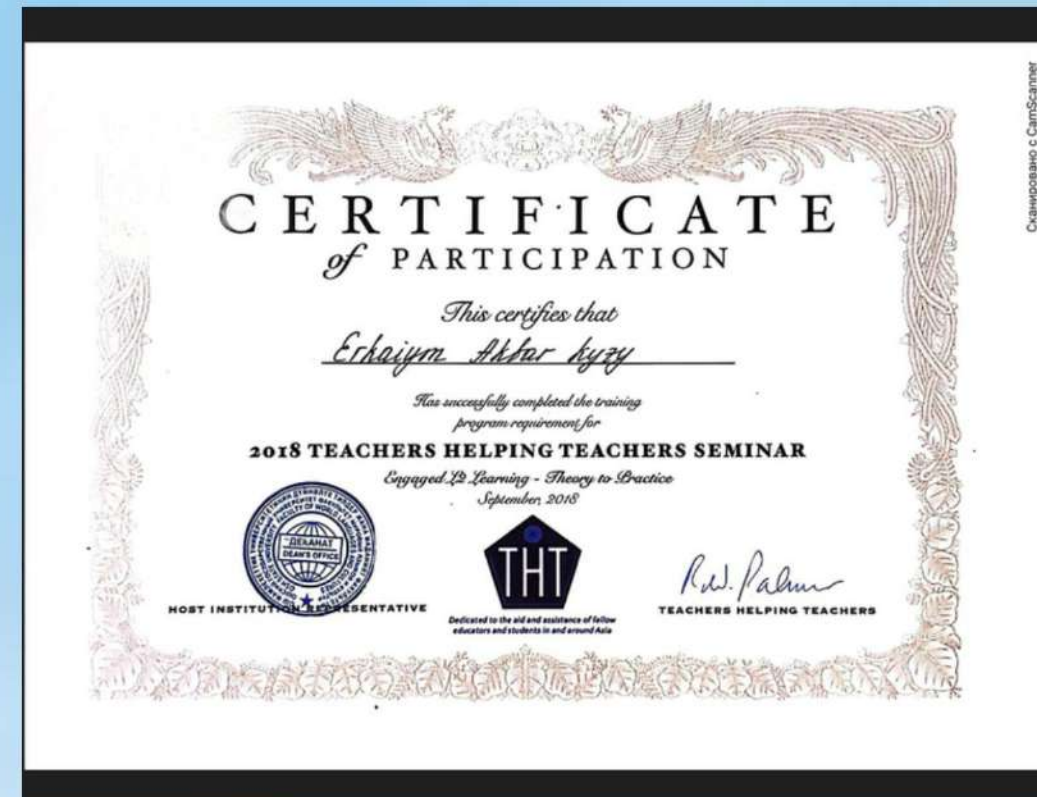 CERTIFICATE
of PARTICIPATION
This certifies that
Erkaiym Akbar kyzy
Has successfully completed the training
program requirement for
2018 TEACHERS HELPING TEACHERS SEMINAR
Engaged L2 Learning - Theory to Practice
September, 2018
ДЕКАНАТ
DEAN'S OFFICE
THT
HOST INSTITUTION REPRESENTATIVE
Dedicated to the aid and assistance of fellow
educators and students in and around Asia
TEACHERS HELPING TEACHERS
Сканировано с CamScanner